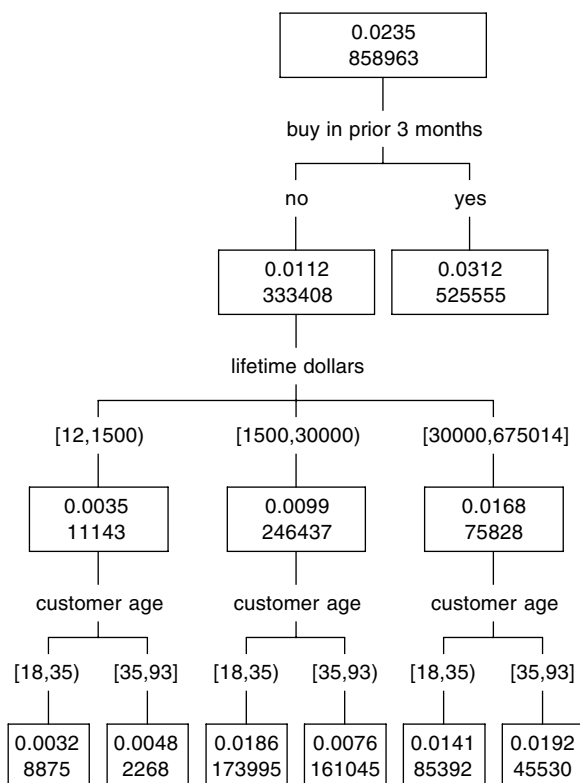 0.0235
858963
buy in prior 3 months
no yes
0.0112 0.0312
333408 525555
lifetime dollars
[12,1500) [1500,30000) [30000,675014]
0.0035 0.0099 0.0168
11143 246437 75828
customer age customer age customer age
[18,35) [35,93] [18,35) [35,93) [18,35) [35,93]
0.0032 0.0048 0.0186 0.0076 0.0141 0.0192
8875 2268 173995 161045 85392 45530